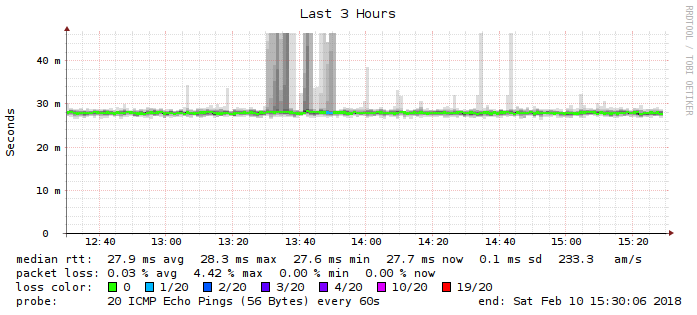 Last 3 Hours
RRDTOOL / TOBI OETIKER
Seconds
40 m
30 m
20 m
10 m
0
12:40 13:00 13:20 13:40 14:00 14:20 14:40 15:00 15:20
median rtt: 27.9 ms avg 28.3 ms max 27.6 ms min 27.7 ms now 0.1 ms sd 233.3 am/s
packet loss: 0.03 % avg 4.42 % max 0.00 % min 0.00 % now
loss color: 0 1/20 2/20 3/20 4/20 10/20 19/20
probe: 20 ICMP Echo Pings (56 Bytes) every 60s end: Sat Feb 10 15:30:06 2018